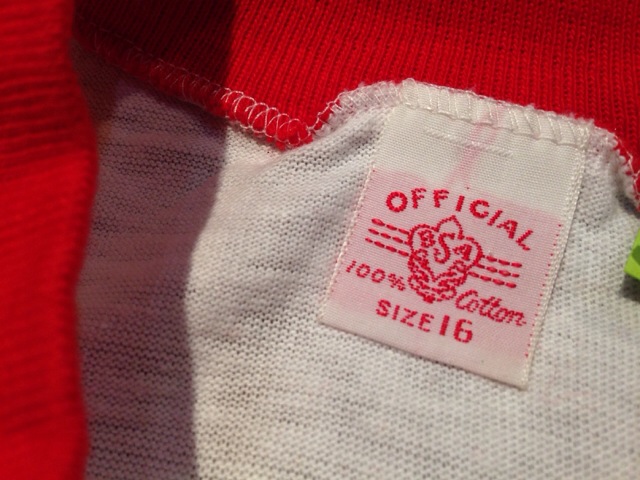 OFFICIAL
BSA
100% Cotton
SIZE 16